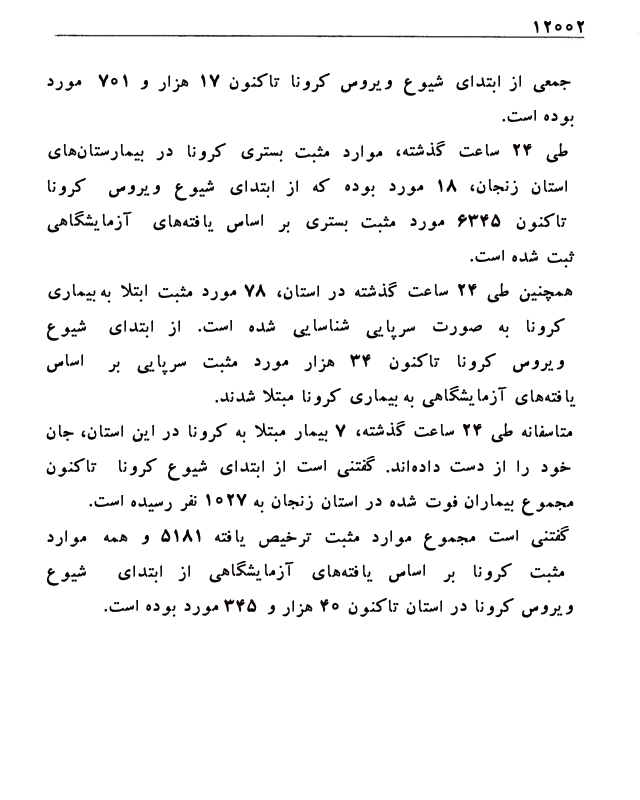 ۱۲۰۰۲
جمعی از ابتدای شیوع ویروس کرونا تاکنون ۱۷ هزار و ۷۰۱ مورد
بوده است.
طی ۲۴ ساعت گذشته، موارد مثبت بستری کرونا در بیمارستان‌های
استان زنجان، ۱۸ مورد بوده که از ابتدای شیوع ویروس کرونا
تاکنون ۶۳۴۵ مورد مثبت بستری بر اساس یافته‌های آزمایشگاهی
ثبت شده است.
همچنین طی ۲۴ ساعت گذشته در استان، ۷۸ مورد مثبت ابتلا به بیماری
کرونا به صورت سرپایی شناسایی شده است. از ابتدای شیوع
ویروس کرونا تاکنون ۳۴ هزار مورد مثبت سرپایی بر اساس
یافته‌های آزمایشگاهی به بیماری کرونا مبتلا شدند.
متاسفانه طی ۲۴ ساعت گذشته، ۷ بیمار مبتلا به کرونا در این استان، جان
خود را از دست داده‌اند. گفتنی است از ابتدای شیوع کرونا تاکنون
مجموع بیماران فوت شده در استان زنجان به ۱۰۲۷ نفر رسیده است.
گفتنی است مجموع موارد مثبت ترخیص یافته ۵۱۸۱ و همه موارد
مثبت کرونا بر اساس یافته‌های آزمایشگاهی از ابتدای شیوع
ویروس کرونا در استان تاکنون ۴۰ هزار و ۳۴۵ مورد بوده است.